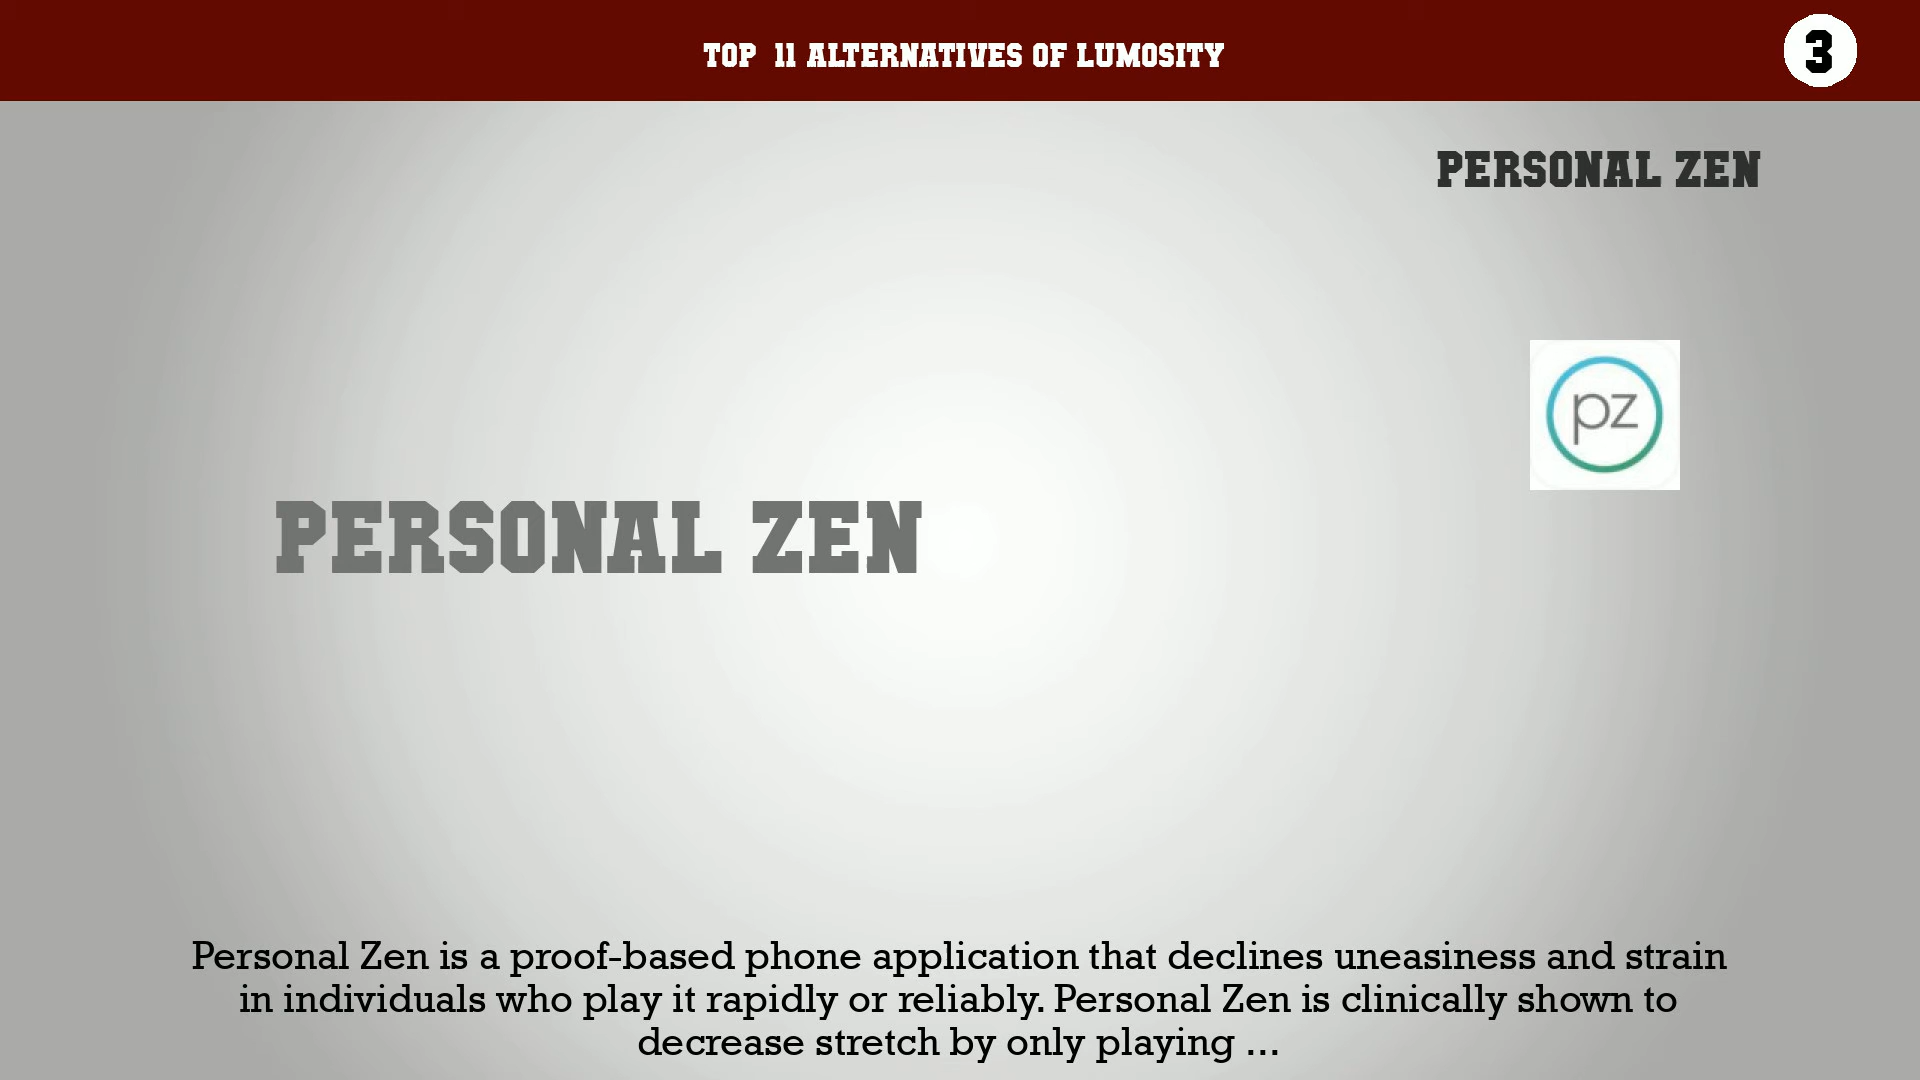 TOP 11 ALTERNATIVES OF LUMOSITY
3
PERSONAL ZEN
pz
PERSONAL ZEN
Personal Zen is a proof-based phone application that declines uneasiness and strain
in individuals who play it rapidly or reliably. Personal Zen is clinically shown to
decrease stretch by only playing ...